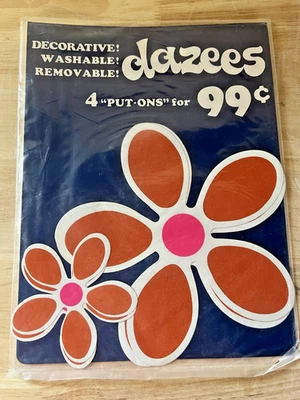 DECORATIVE!
WASHABLE!
REMOVABLE!
dazees
4 "PUT-ONS" for 99¢